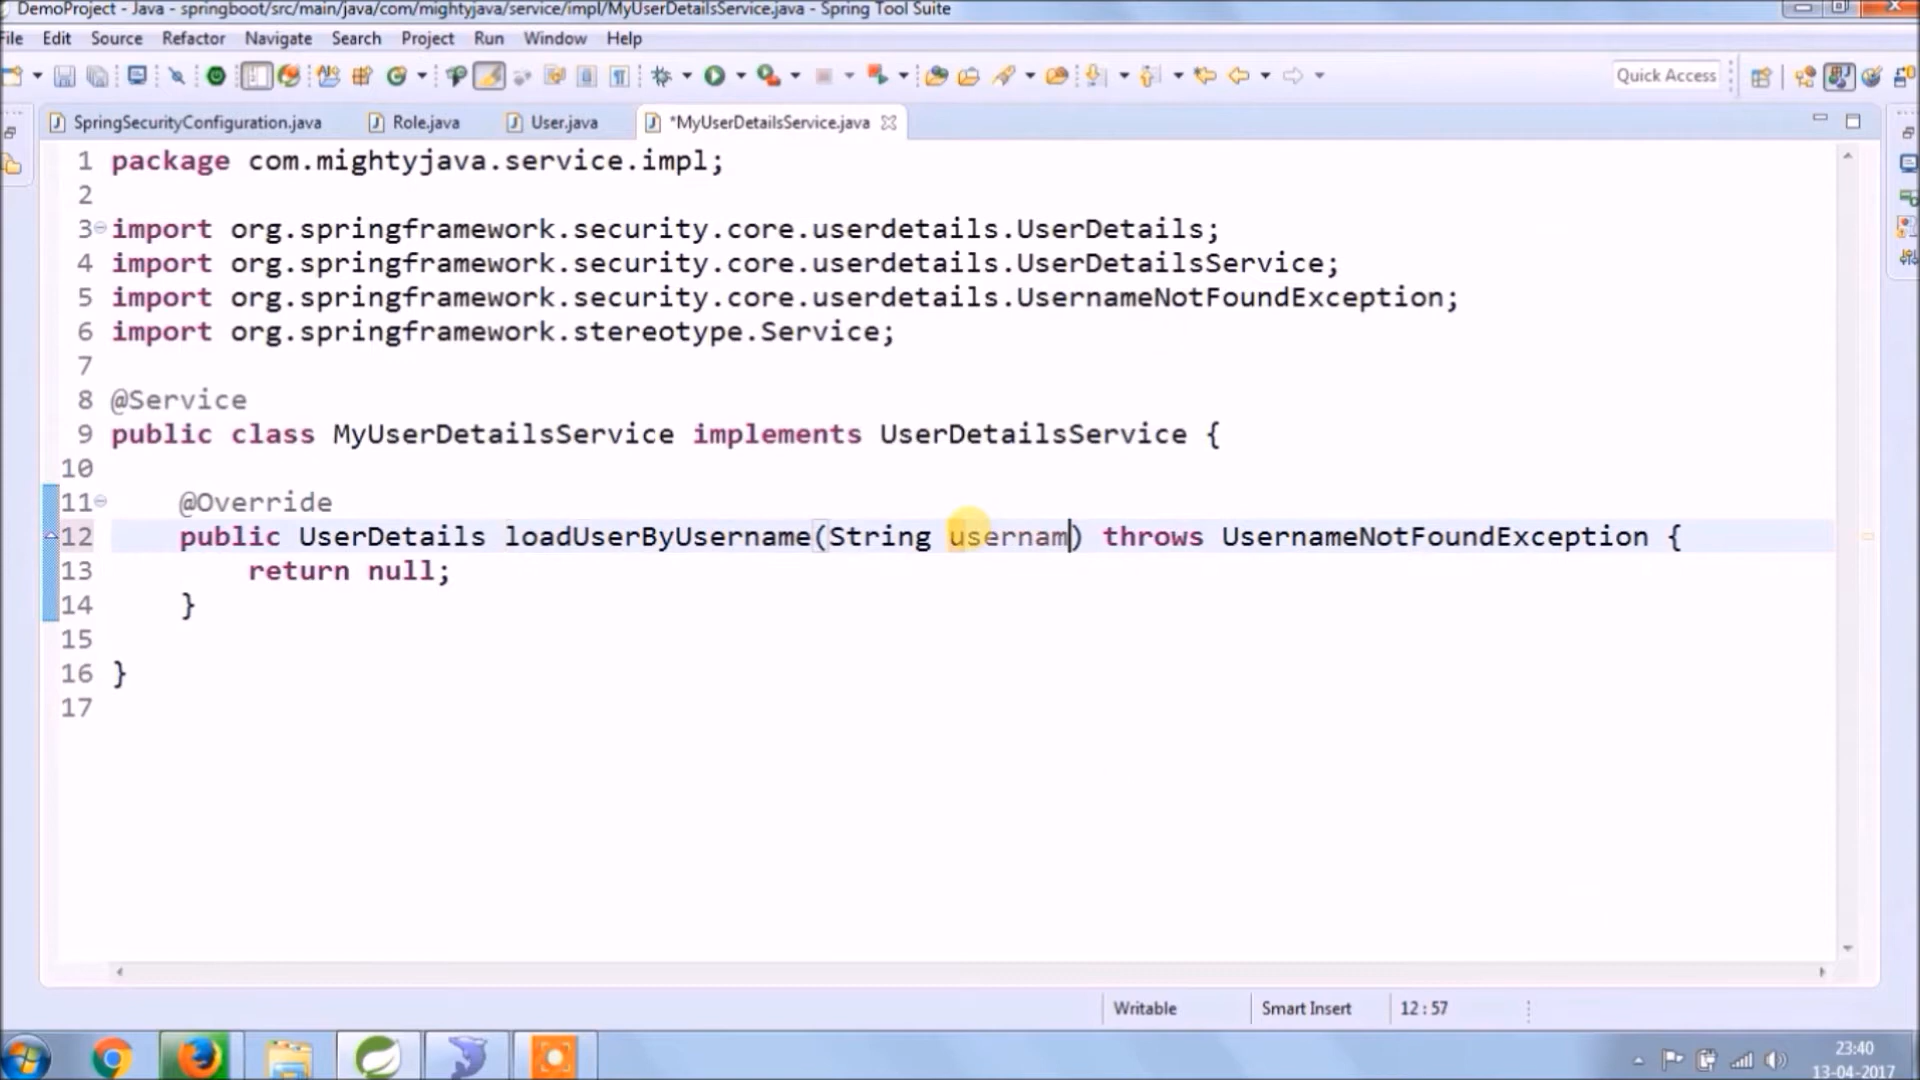 DemoProject - Java - springboot/src/main/java/com/mightyjava/service/impl/MyUserDetailsService.java - Spring Tool Suite
File Edit Source Refactor Navigate Search Project Run Window Help
Quick Access
SpringSecurityConfiguration.java Role.java User.java *MyUserDetailsService.java
1 package com.mightyjava.service.impl;
2
3 import org.springframework.security.core.userdetails.UserDetails;
4 import org.springframework.security.core.userdetails.UserDetailsService;
5 import org.springframework.security.core.userdetails.UsernameNotFoundException;
6 import org.springframework.stereotype.Service;
7
8 @Service
9 public class MyUserDetailsService implements UserDetailsService {
10
11 @Override
12 public UserDetails loadUserByUsername(String usernam) throws UsernameNotFoundException {
13 return null;
14 }
15
16 }
17
Writable Smart Insert 12 : 57
23:40
13-04-2017